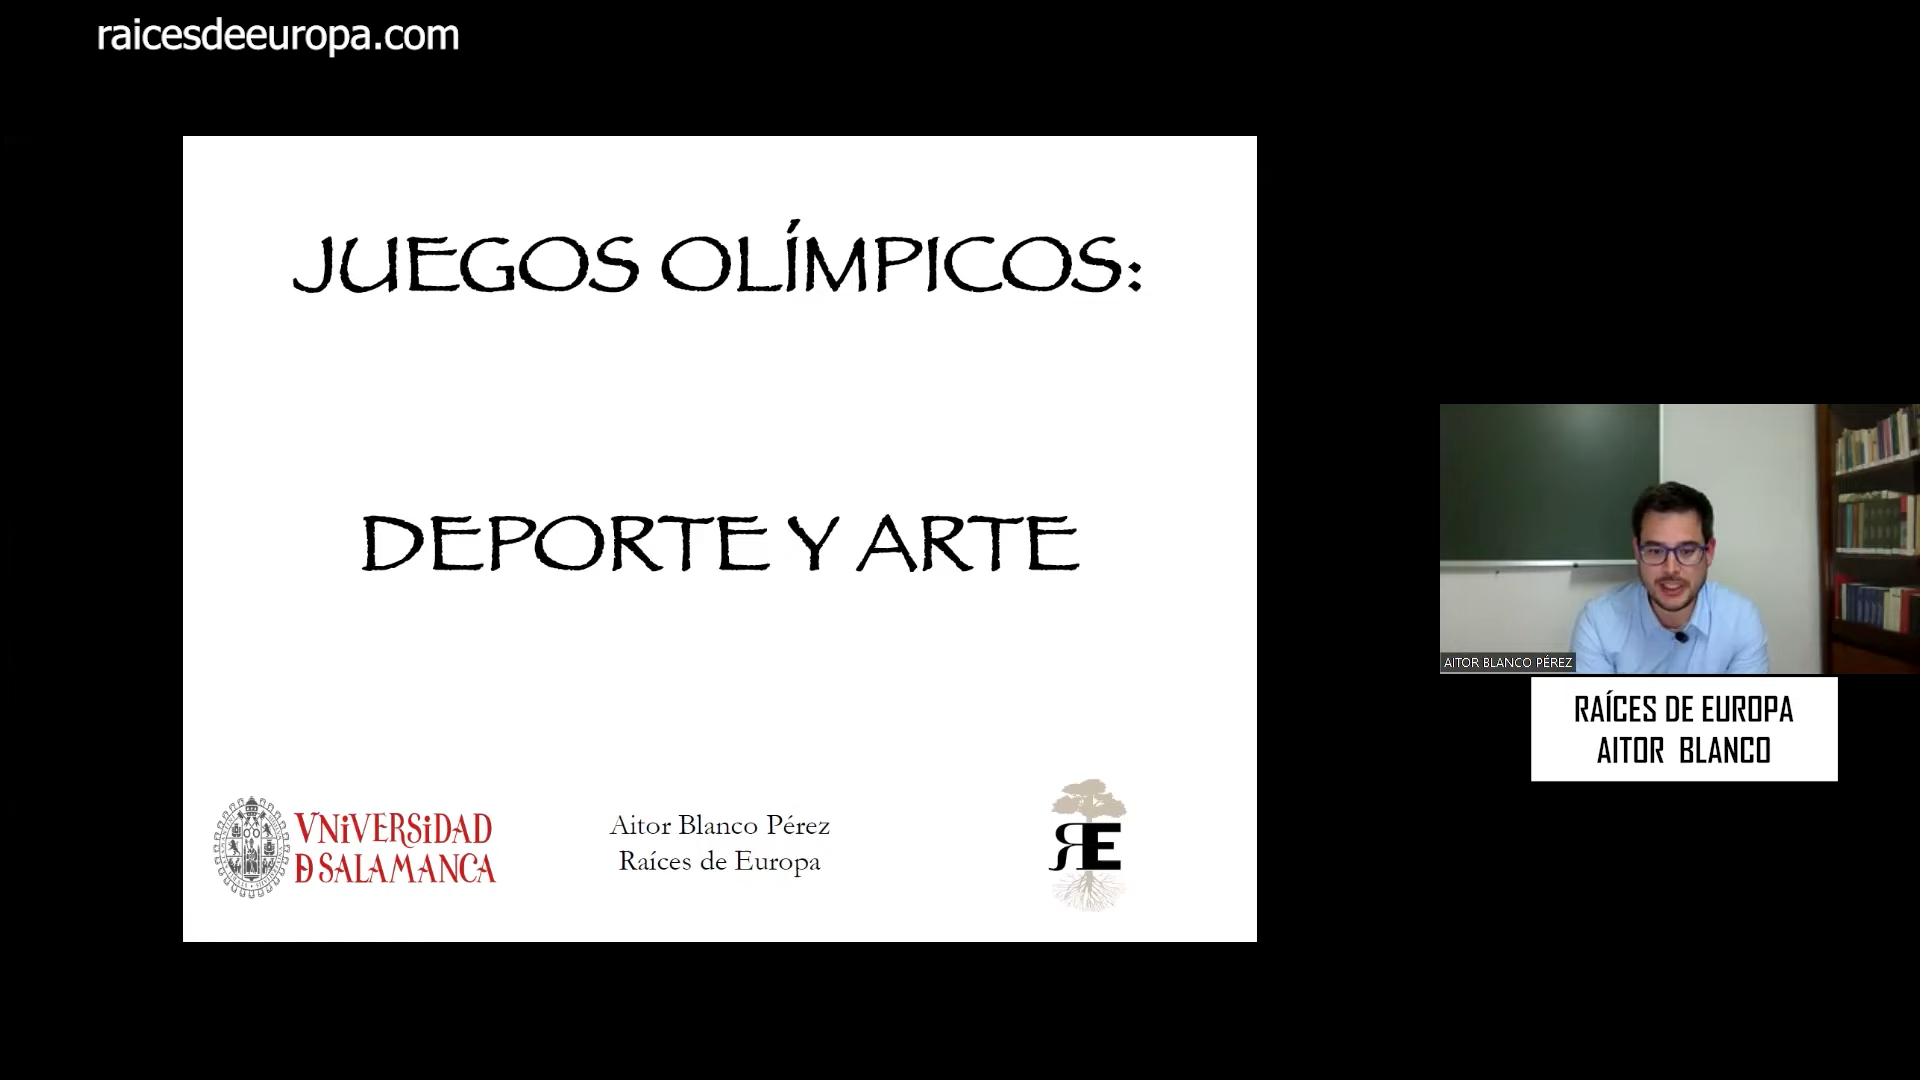 raicesdeeuropa.com
JUEGOS OLÍMPICOS:
DEPORTE Y ARTE
VNiVERSiDAD
D SALAMANCA
Aitor Blanco Pérez
Raíces de Europa
RE
AITOR BLANCO PÉREZ
RAÍCES DE EUROPA
AITOR BLANCO